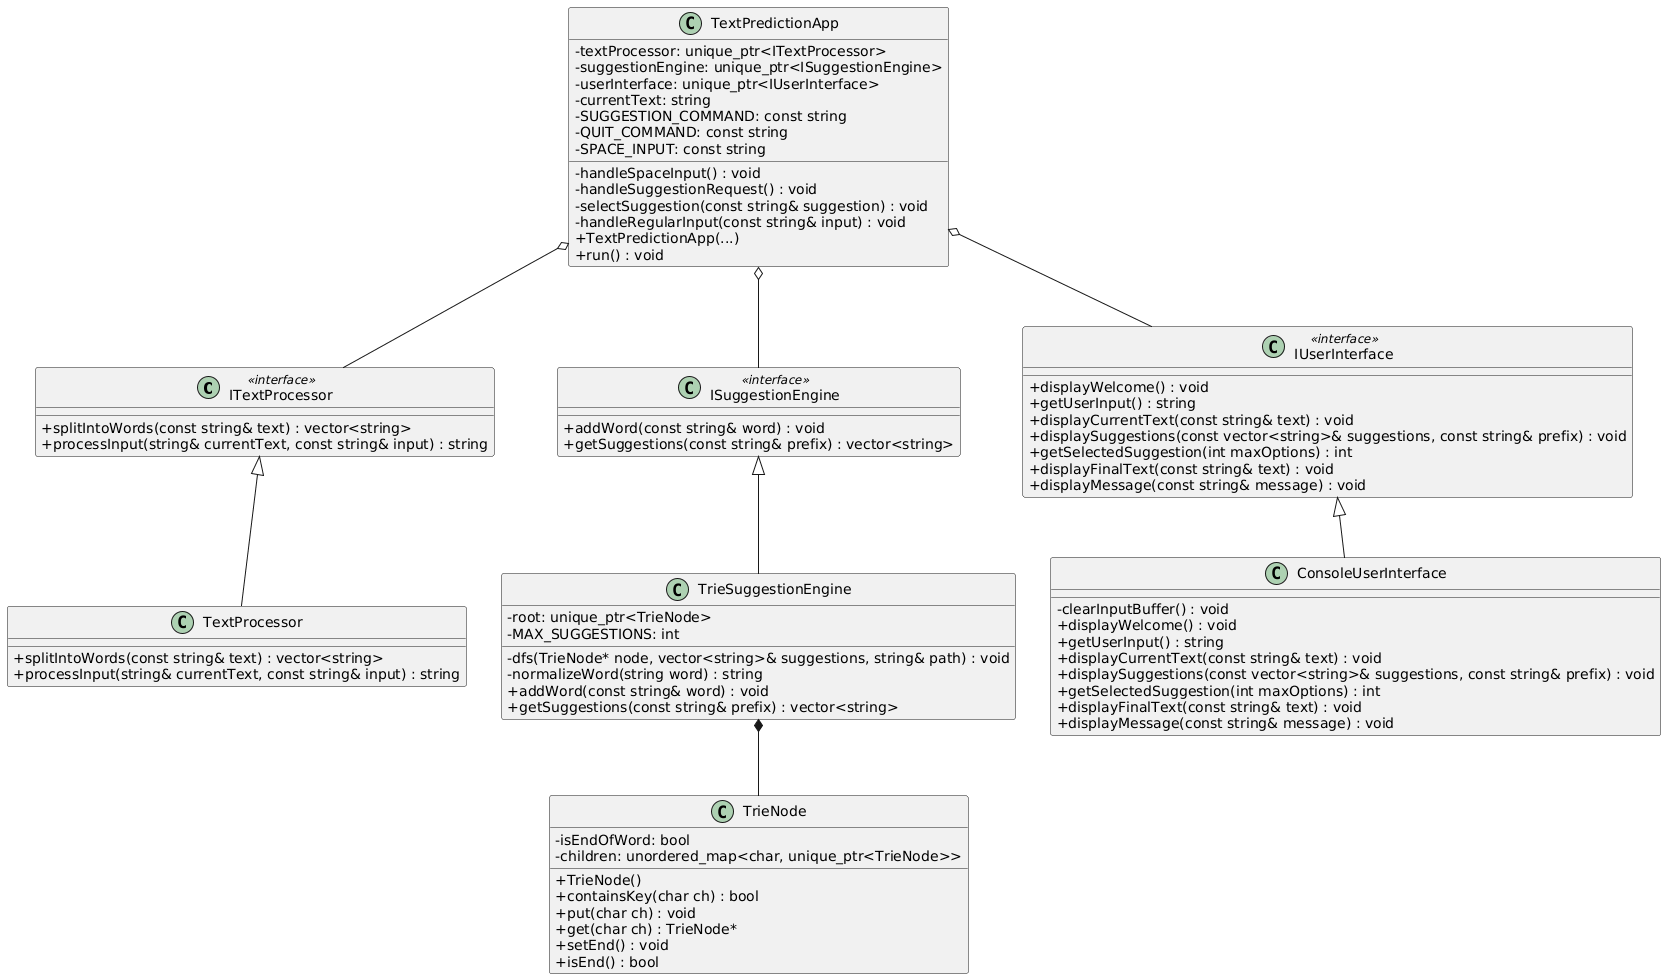 C TextPredictionApp
-textProcessor: unique_ptr<ITextProcessor>
-suggestionEngine: unique_ptr<ISuggestionEngine>
-userInterface: unique_ptr<IUserInterface>
-currentText: string
-SUGGESTION_COMMAND: const string
-QUIT_COMMAND: const string
-SPACE_INPUT: const string
-handleSpaceInput() : void
-handleSuggestionRequest() : void
-selectSuggestion(const string& suggestion) : void
-handleRegularInput(const string& input) : void
+TextPredictionApp(...)
+run() : void
C «interface»
ITextProcessor
+splitIntoWords(const string& text) : vector<string>
+processInput(string& currentText, const string& input) : string
C «interface»
ISuggestionEngine
+addWord(const string& word) : void
+getSuggestions(const string& prefix) : vector<string>
C «interface»
IUserInterface
+displayWelcome() : void
+getUserInput() : string
+displayCurrentText(const string& text) : void
+displaySuggestions(const vector<string>& suggestions, const string& prefix) : void
+getSelectedSuggestion(int maxOptions) : int
+displayFinalText(const string& text) : void
+displayMessage(const string& message) : void
C TextProcessor
+splitIntoWords(const string& text) : vector<string>
+processInput(string& currentText, const string& input) : string
C TrieSuggestionEngine
-root: unique_ptr<TrieNode>
-MAX_SUGGESTIONS: int
-dfs(TrieNode* node, vector<string>& suggestions, string& path) : void
-normalizeWord(string word) : string
+addWord(const string& word) : void
+getSuggestions(const string& prefix) : vector<string>
C ConsoleUserInterface
-clearInputBuffer() : void
+displayWelcome() : void
+getUserInput() : string
+displayCurrentText(const string& text) : void
+displaySuggestions(const vector<string>& suggestions, const string& prefix) : void
+getSelectedSuggestion(int maxOptions) : int
+displayFinalText(const string& text) : void
+displayMessage(const string& message) : void
C TrieNode
-isEndOfWord: bool
-children: unordered_map<char, unique_ptr<TrieNode>>
+TrieNode()
+containsKey(char ch) : bool
+put(char ch) : void
+get(char ch) : TrieNode*
+setEnd() : void
+isEnd() : bool